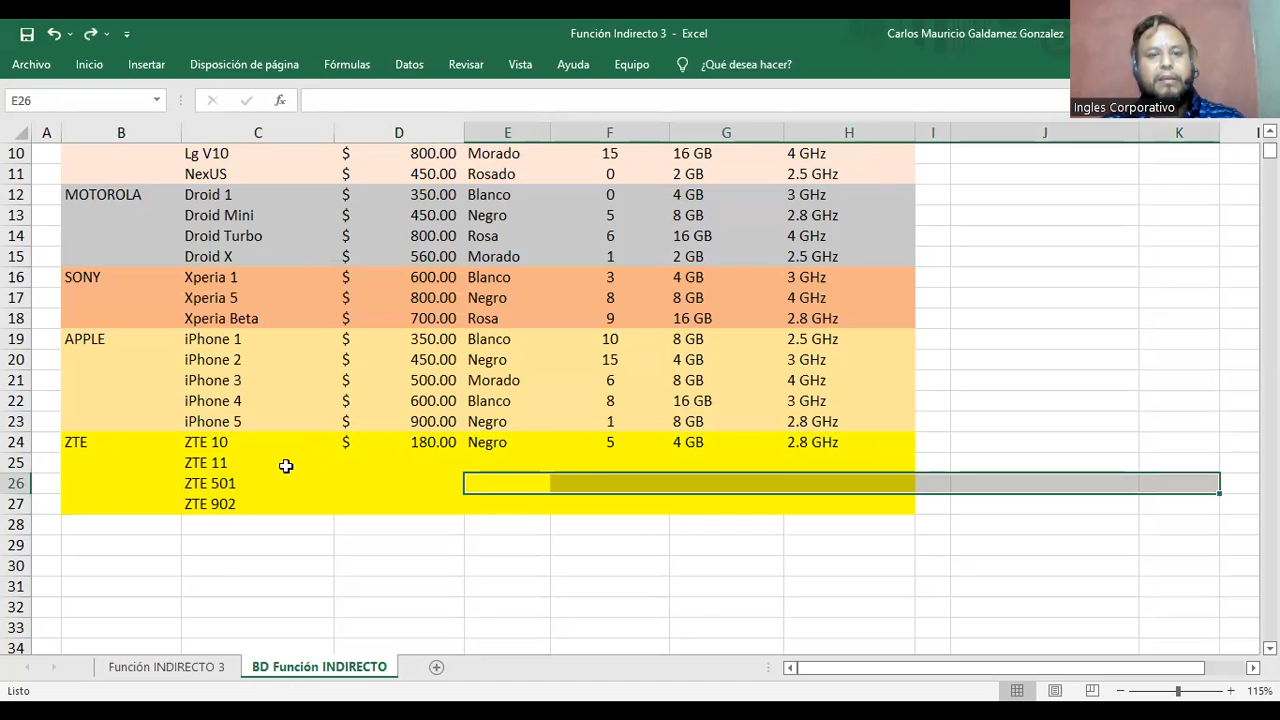 Función Indirecto 3 - Excel
Carlos Mauricio Galdamez Gonzalez
Archivo Inicio Insertar Disposición de página Fórmulas Datos Revisar Vista Ayuda Equipo ¿Qué desea hacer?
Ingles Corporativo
E26 fx
A B C D E F G H I J K
10 Lg V10 $ 800.00 Morado 15 16 GB 4 GHz
11 NexUS $ 450.00 Rosado 0 2 GB 2.5 GHz
12 MOTOROLA Droid 1 $ 350.00 Blanco 0 4 GB 3 GHz
13 Droid Mini $ 450.00 Negro 5 8 GB 2.8 GHz
14 Droid Turbo $ 800.00 Rosa 6 16 GB 4 GHz
15 Droid X $ 560.00 Morado 1 2 GB 2.5 GHz
16 SONY Xperia 1 $ 600.00 Blanco 3 4 GB 3 GHz
17 Xperia 5 $ 800.00 Negro 8 8 GB 4 GHz
18 Xperia Beta $ 700.00 Rosa 9 16 GB 2.8 GHz
19 APPLE iPhone 1 $ 350.00 Blanco 10 8 GB 2.5 GHz
20 iPhone 2 $ 450.00 Negro 15 4 GB 3 GHz
21 iPhone 3 $ 500.00 Morado 6 8 GB 4 GHz
22 iPhone 4 $ 600.00 Blanco 8 16 GB 3 GHz
23 iPhone 5 $ 900.00 Negro 1 8 GB 2.8 GHz
24 ZTE ZTE 10 $ 180.00 Negro 5 4 GB 2.8 GHz
25 ZTE 11
26 ZTE 501
27 ZTE 902
28
29
30
31
32
33
34
Función INDIRECTO 3 BD Función INDIRECTO
Listo 115%